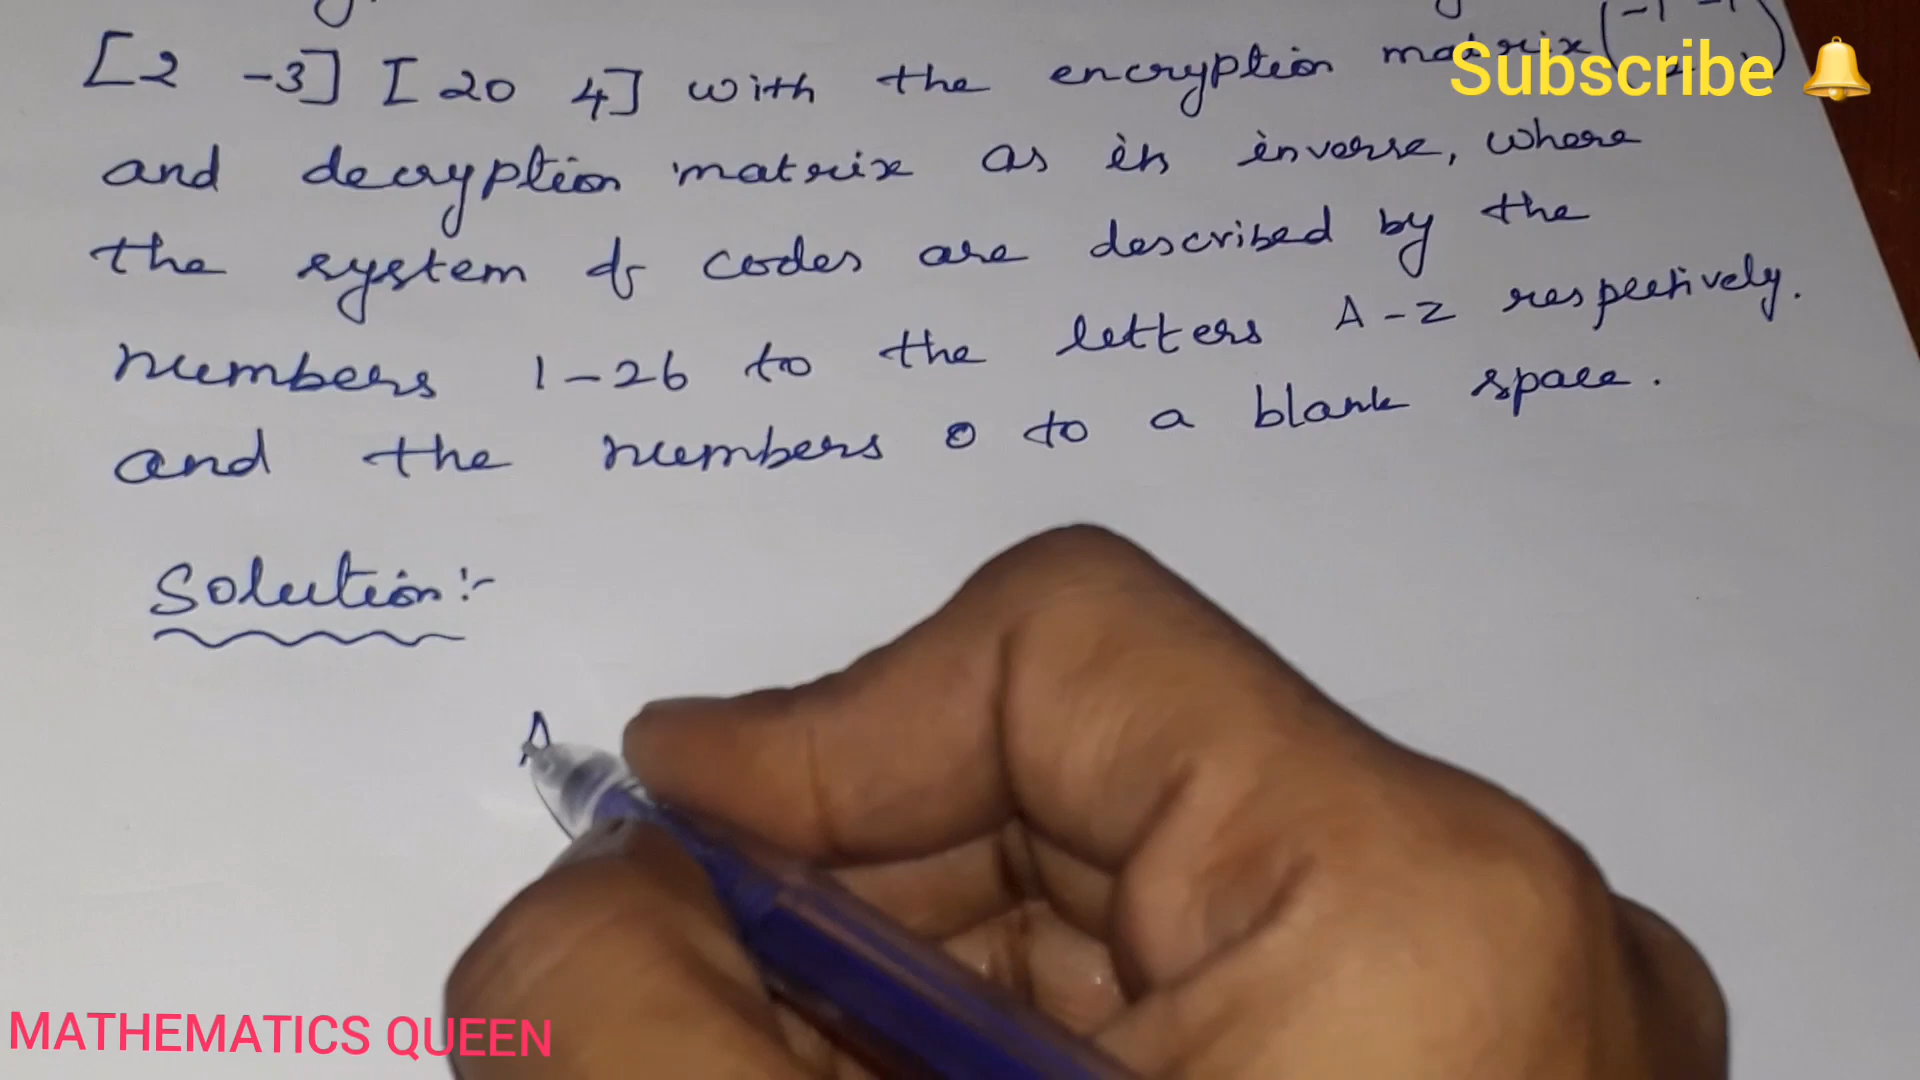 [2 -3] [20 4] with the encryption matrix (-1 -1
Subscribe
and decryption matrix as its inverse, where
the system of codes are described by the
numbers 1-26 to the letters A-Z respectively.
and the numbers 0 to a blank space.
Solution:-
A
MATHEMATICS QUEEN